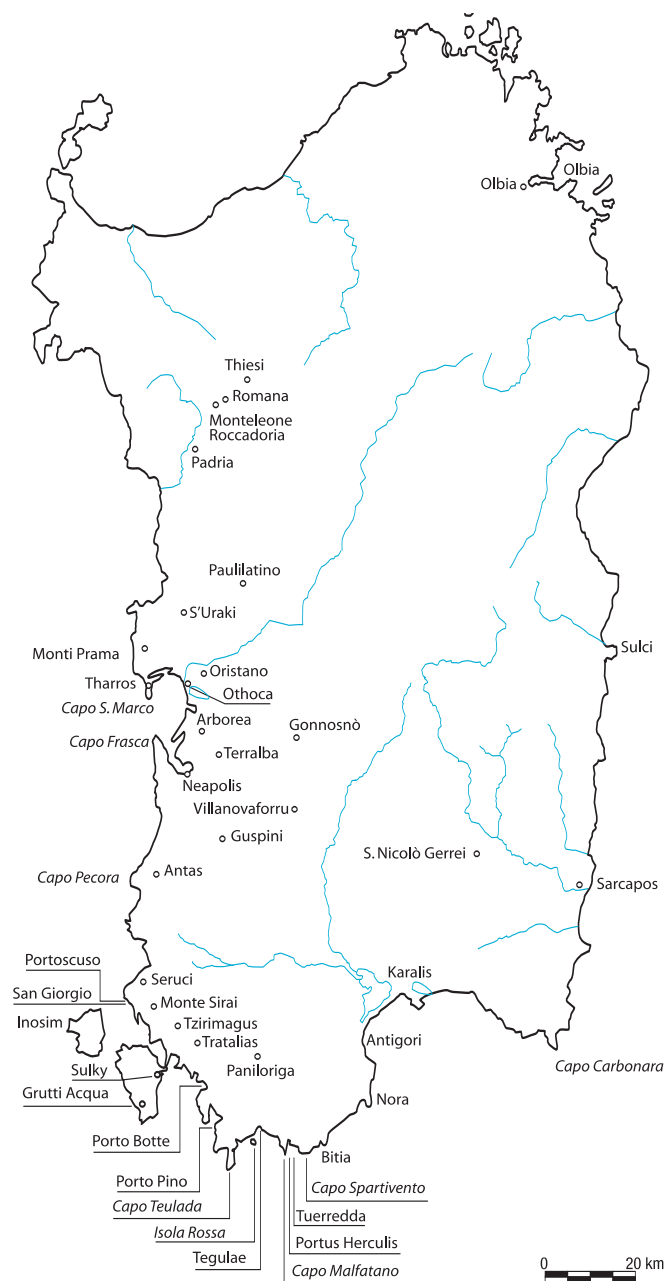 Olbia
Olbia
Thiesi
Romana
Monteleone
Roccadoria
Padria
Paulilatino
S'Uraki
Monti Prama
Sulci
Oristano
Tharros
Othoca
Capo S. Marco
Arborea
Gonnosnò
Capo Frasca
Terralba
Neapolis
Villanovaforru
Guspini
S. Nicolò Gerrei
Capo Pecora
Antas
Sarcapos
Portoscuso
Karalis
Seruci
San Giorgio
Monte Sirai
Inosim
Tzirimagus
Antigori
Tratalias
Capo Carbonara
Sulky
Paniloriga
Grutti Acqua
Nora
Porto Botte
Bitia
Porto Pino
Capo Spartivento
Capo Teulada
Tuerredda
Isola Rossa
Portus Herculis
Tegulae
Capo Malfatano
0 20 km